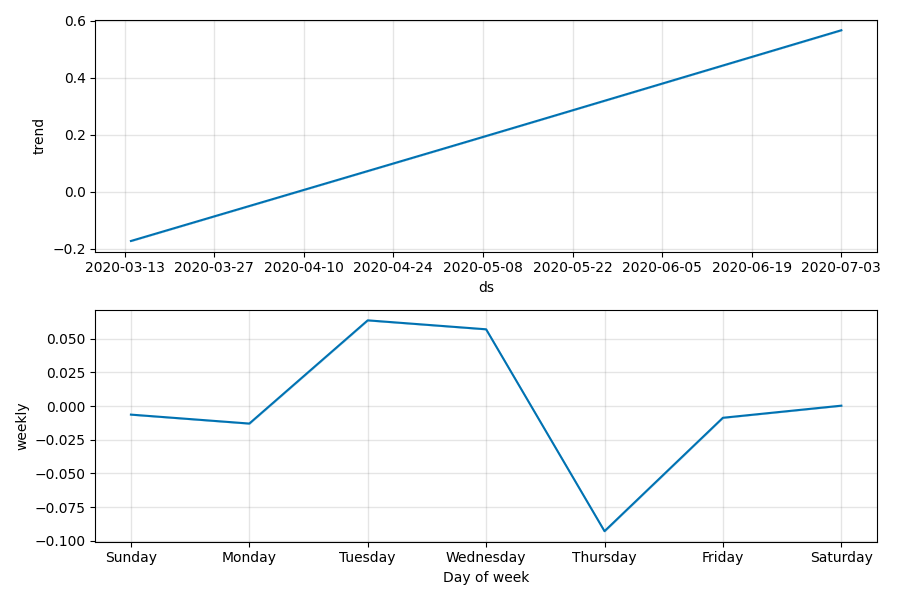 0.6
0.4
0.2
0.0
−0.2
trend
2020-03-13 2020-03-27 2020-04-10 2020-04-24 2020-05-08 2020-05-22 2020-06-05 2020-06-19 2020-07-03
ds
0.050
0.025
0.000
−0.025
−0.050
−0.075
−0.100
weekly
Sunday Monday Tuesday Wednesday Thursday Friday Saturday
Day of week